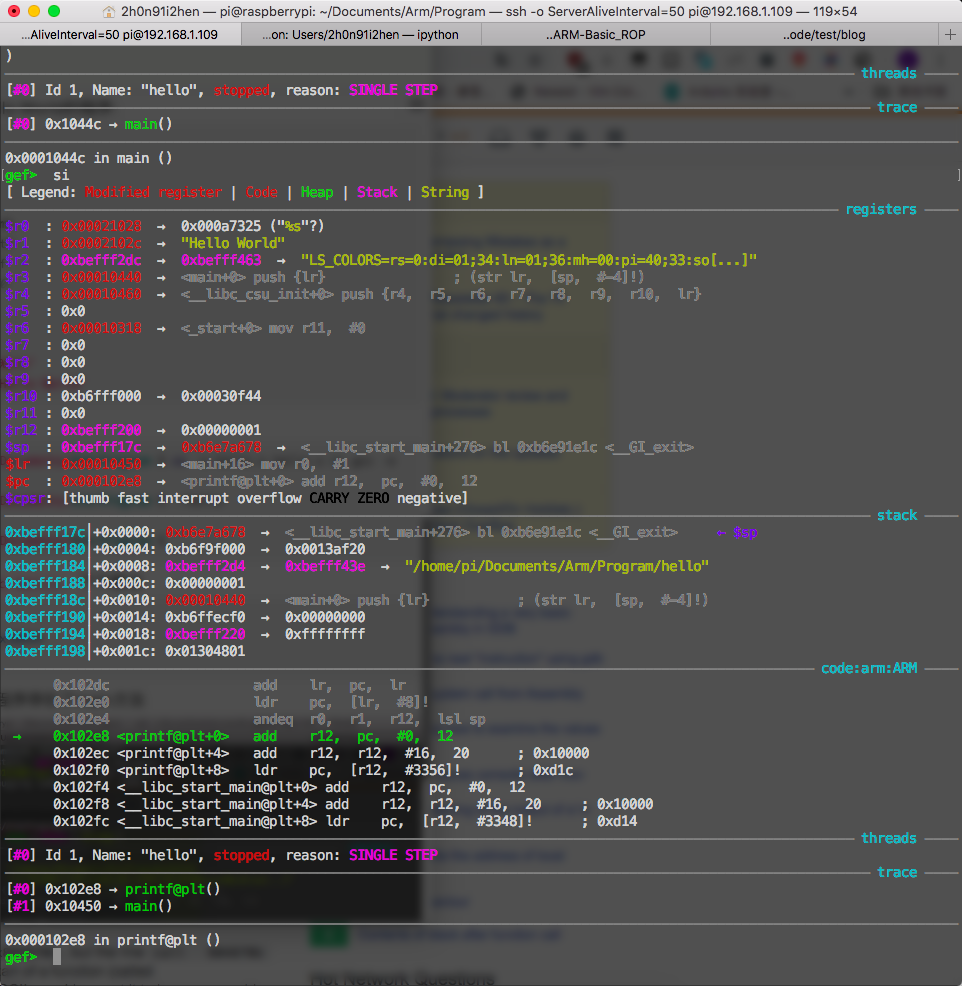 2h0n91i2hen — pi@raspberrypi: ~/Documents/Arm/Program — ssh -o ServerAliveInterval=50 pi@192.168.1.109 — 119×54
...AliveInterval=50 pi@192.168.1.109 ...on: Users/2h0n91i2hen — ipython ..ARM-Basic_ROP ..ode/test/blog +
)
threads
[#0] Id 1, Name: "hello", stopped, reason: SINGLE STEP
trace
[#0] 0x1044c → main()
0x0001044c in main ()
[gef> si ]
[ Legend: Modified register | Code | Heap | Stack | String ]
registers
$r0 : 0x00021028 → 0x000a7325 ("%s"?)
$r1 : 0x0002102c → "Hello World"
$r2 : 0xbefff2dc → 0xbefff463 → "LS_COLORS=rs=0:di=01;34:ln=01;36:mh=00:pi=40;33:so[...]"
$r3 : 0x00010440 → <main+0> push {lr} ; (str lr, [sp, #-4]!)
$r4 : 0x00010460 → <__libc_csu_init+0> push {r4, r5, r6, r7, r8, r9, r10, lr}
$r5 : 0x0
$r6 : 0x00010318 → <_start+0> mov r11, #0
$r7 : 0x0
$r8 : 0x0
$r9 : 0x0
$r10 : 0xb6fff000 → 0x00030f44
$r11 : 0x0
$r12 : 0xbefff200 → 0x00000001
$sp : 0xbefff17c → 0xb6e7a678 → <__libc_start_main+276> bl 0xb6e91e1c <__GI_exit>
$lr : 0x00010450 → <main+16> mov r0, #1
$pc : 0x000102e8 → <printf@plt+0> add r12, pc, #0, 12
$cpsr: [thumb fast interrupt overflow CARRY ZERO negative]
stack
0xbefff17c|+0x0000: 0xb6e7a678 → <__libc_start_main+276> bl 0xb6e91e1c <__GI_exit> ← $sp
0xbefff180|+0x0004: 0xb6f9f000 → 0x0013af20
0xbefff184|+0x0008: 0xbefff2d4 → 0xbefff43e → "/home/pi/Documents/Arm/Program/hello"
0xbefff188|+0x000c: 0x00000001
0xbefff18c|+0x0010: 0x00010440 → <main+0> push {lr} ; (str lr, [sp, #-4]!)
0xbefff190|+0x0014: 0xb6ffecf0 → 0x00000000
0xbefff194|+0x0018: 0xbefff220 → 0xffffffff
0xbefff198|+0x001c: 0x01304801
code:arm:ARM
0x102dc add lr, pc, lr
0x102e0 ldr pc, [lr, #8]!
0x102e4 andeq r0, r1, r12, lsl sp
→ 0x102e8 <printf@plt+0> add r12, pc, #0, 12
0x102ec <printf@plt+4> add r12, r12, #16, 20 ; 0x10000
0x102f0 <printf@plt+8> ldr pc, [r12, #3356]! ; 0xd1c
0x102f4 <__libc_start_main@plt+0> add r12, pc, #0, 12
0x102f8 <__libc_start_main@plt+4> add r12, r12, #16, 20 ; 0x10000
0x102fc <__libc_start_main@plt+8> ldr pc, [r12, #3348]! ; 0xd14
threads
[#0] Id 1, Name: "hello", stopped, reason: SINGLE STEP
trace
[#0] 0x102e8 → printf@plt()
[#1] 0x10450 → main()
0x000102e8 in printf@plt ()
gef>
Hot Network Questions